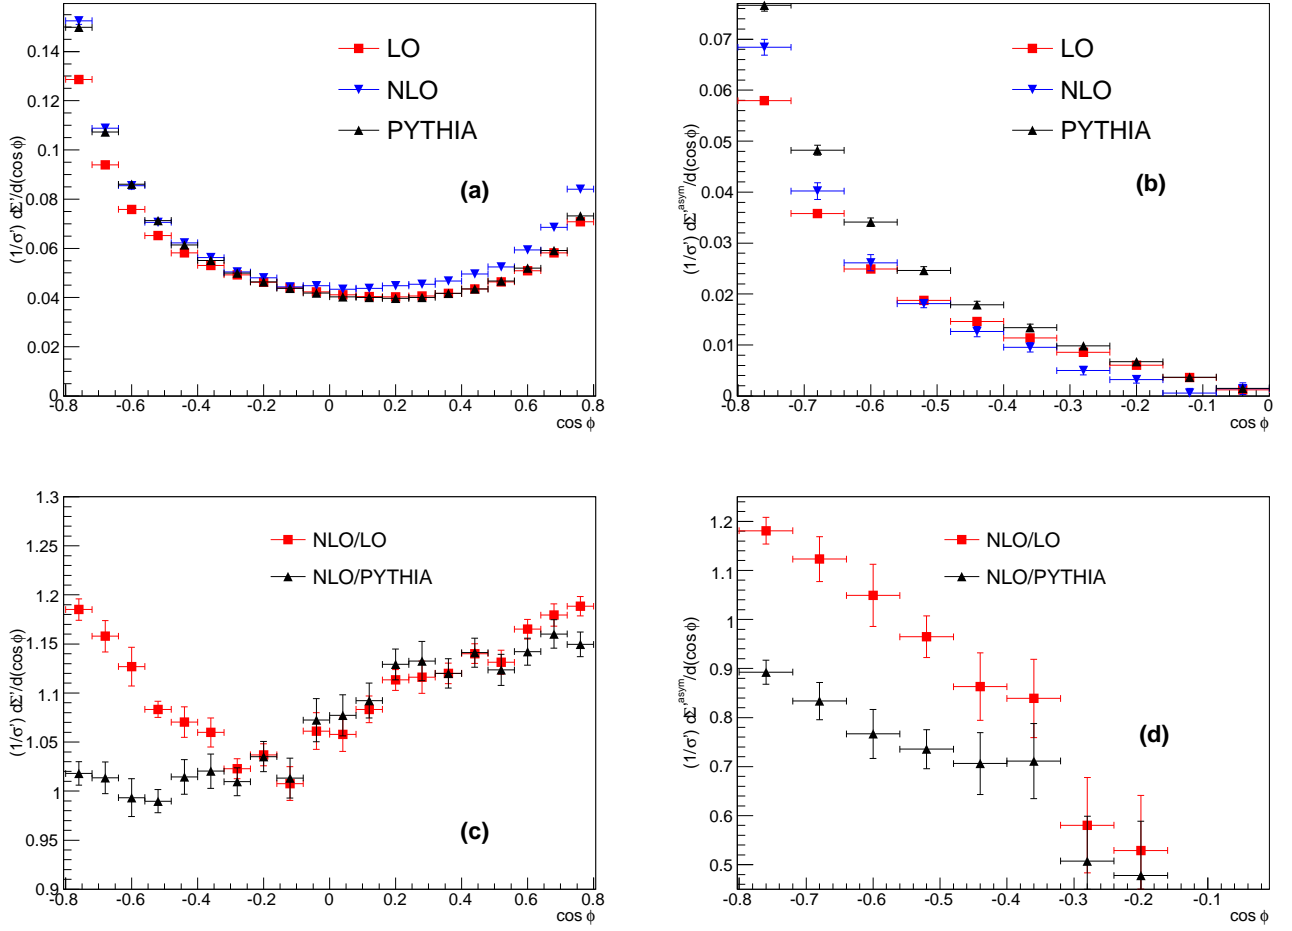 (1/σ') dΣ'/d(cosϕ)
0.14
0.12
0.1
0.08
0.06
0.04
0.02
0
LO
NLO
PYTHIA
(a)
-0.8 -0.6 -0.4 -0.2 0 0.2 0.4 0.6 0.8
cos ϕ
(1/σ') dΣ'^asym/d(cosϕ)
0.07
0.06
0.05
0.04
0.03
0.02
0.01
0
LO
NLO
PYTHIA
(b)
-0.8 -0.7 -0.6 -0.5 -0.4 -0.3 -0.2 -0.1 0
cos ϕ
(1/σ') dΣ'/d(cosϕ)
1.3
1.25
1.2
1.15
1.1
1.05
1
0.95
0.9
NLO/LO
NLO/PYTHIA
(c)
-0.8 -0.6 -0.4 -0.2 0 0.2 0.4 0.6 0.8
cos ϕ
(1/σ') dΣ'^asym/d(cosϕ)
1.2
1.1
1
0.9
0.8
0.7
0.6
0.5
NLO/LO
NLO/PYTHIA
(d)
-0.8 -0.7 -0.6 -0.5 -0.4 -0.3 -0.2 -0.1
cos ϕ